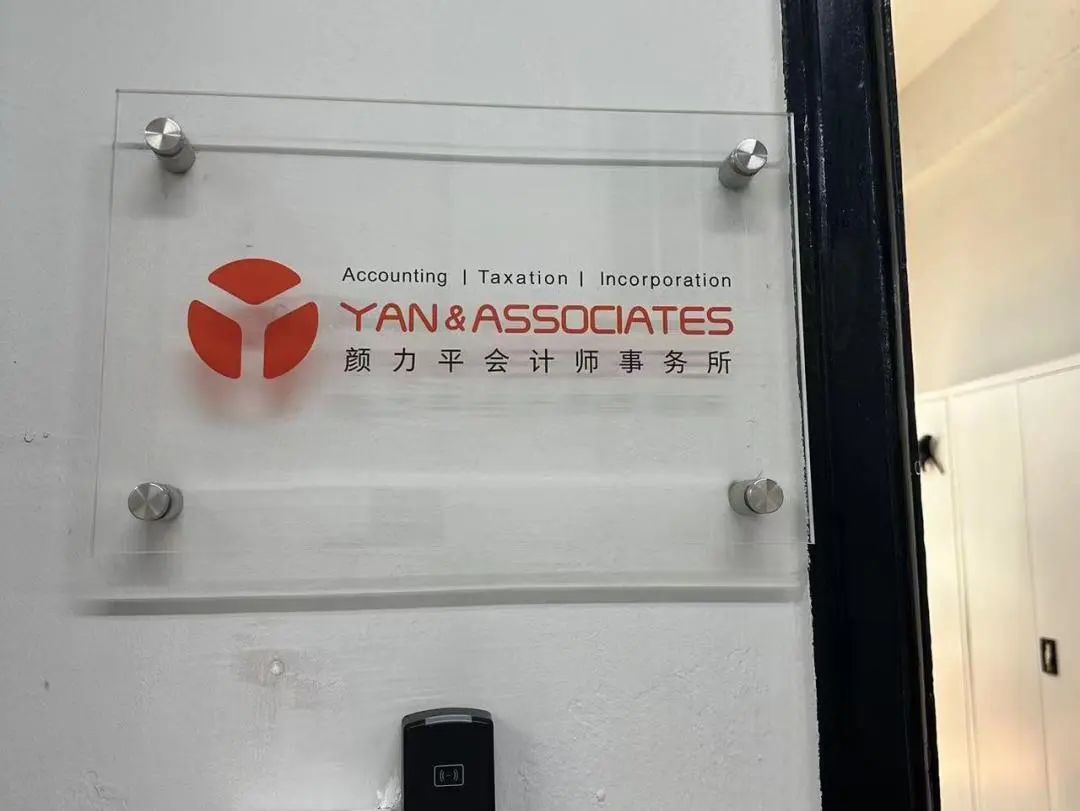 Accounting | Taxation | Incorporation
YAN & ASSOCIATES
颜力平会计师事务所